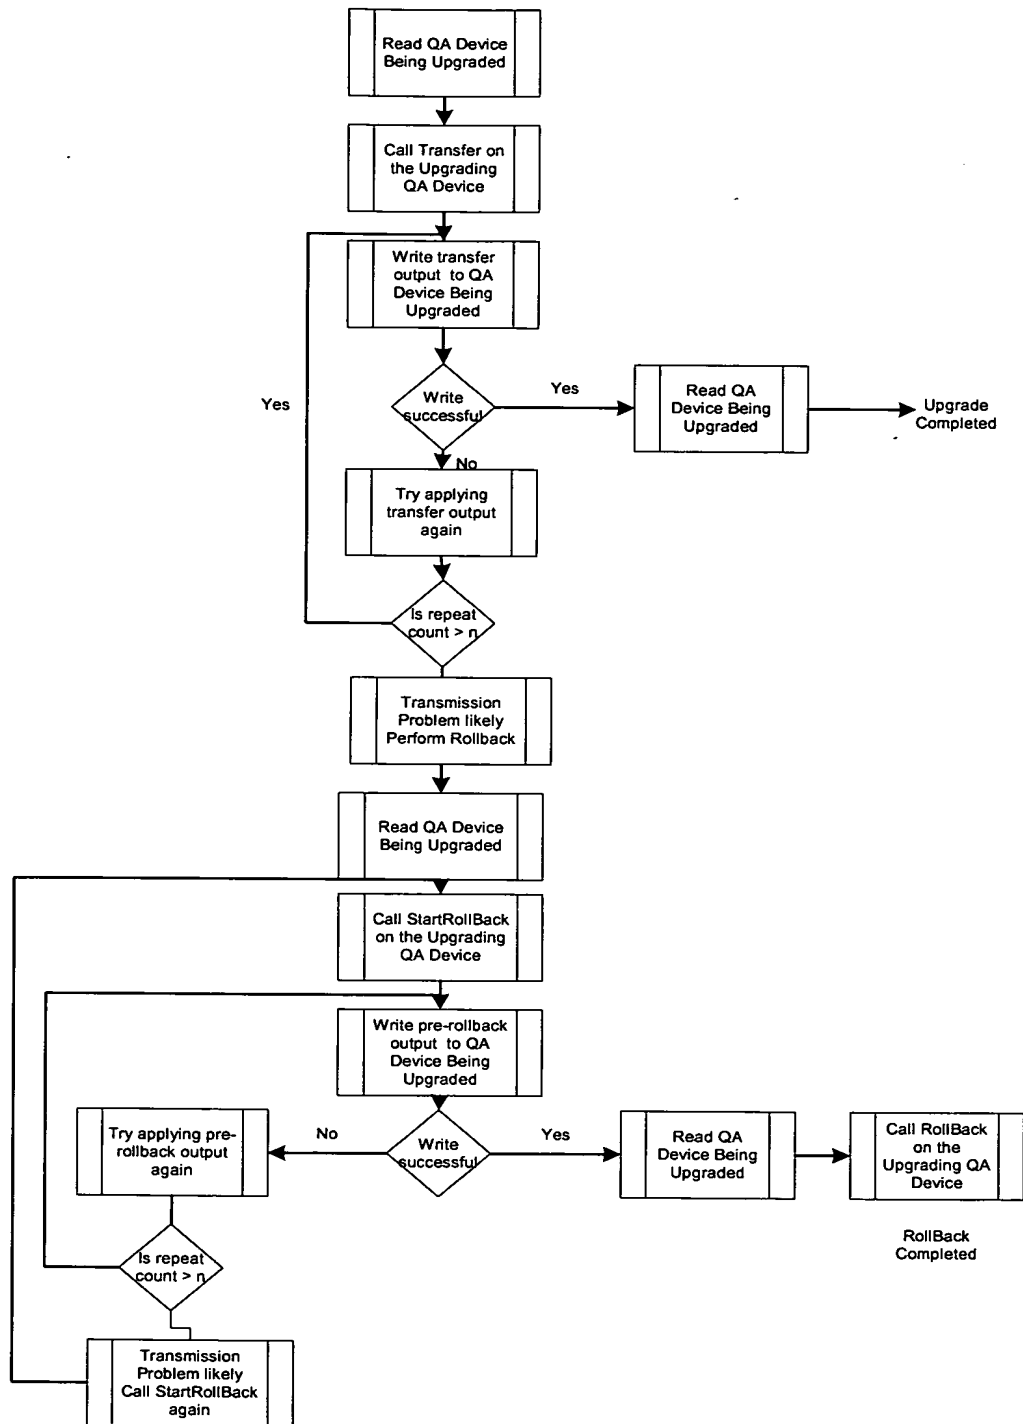 Read QA Device
Being Upgraded
Call Transfer on
the Upgrading
QA Device
Write transfer
output to QA
Device Being
Upgraded
Yes
Write
successful
Yes
Read QA
Device Being
Upgraded
Upgrade
Completed
No
Try applying
transfer output
again
Is repeat
count > n
Transmission
Problem likely
Perform Rollback
Read QA Device
Being Upgraded
Call StartRollBack
on the Upgrading
QA Device
Write pre-rollback
output to QA
Device Being
Upgraded
Try applying pre-
rollback output
again
No
Write
successful
Yes
Read QA
Device Being
Upgraded
Call RollBack
on the
Upgrading QA
Device
RollBack
Completed
Is repeat
count > n
Transmission
Problem likely
Call StartRollBack
again